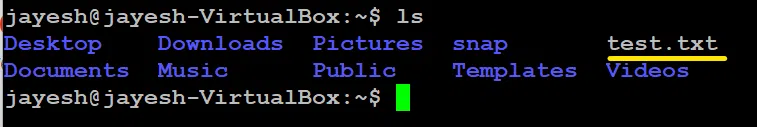 jayesh@jayesh-VirtualBox:~$ ls
Desktop Downloads Pictures snap test.txt
Documents Music Public Templates Videos
jayesh@jayesh-VirtualBox:~$